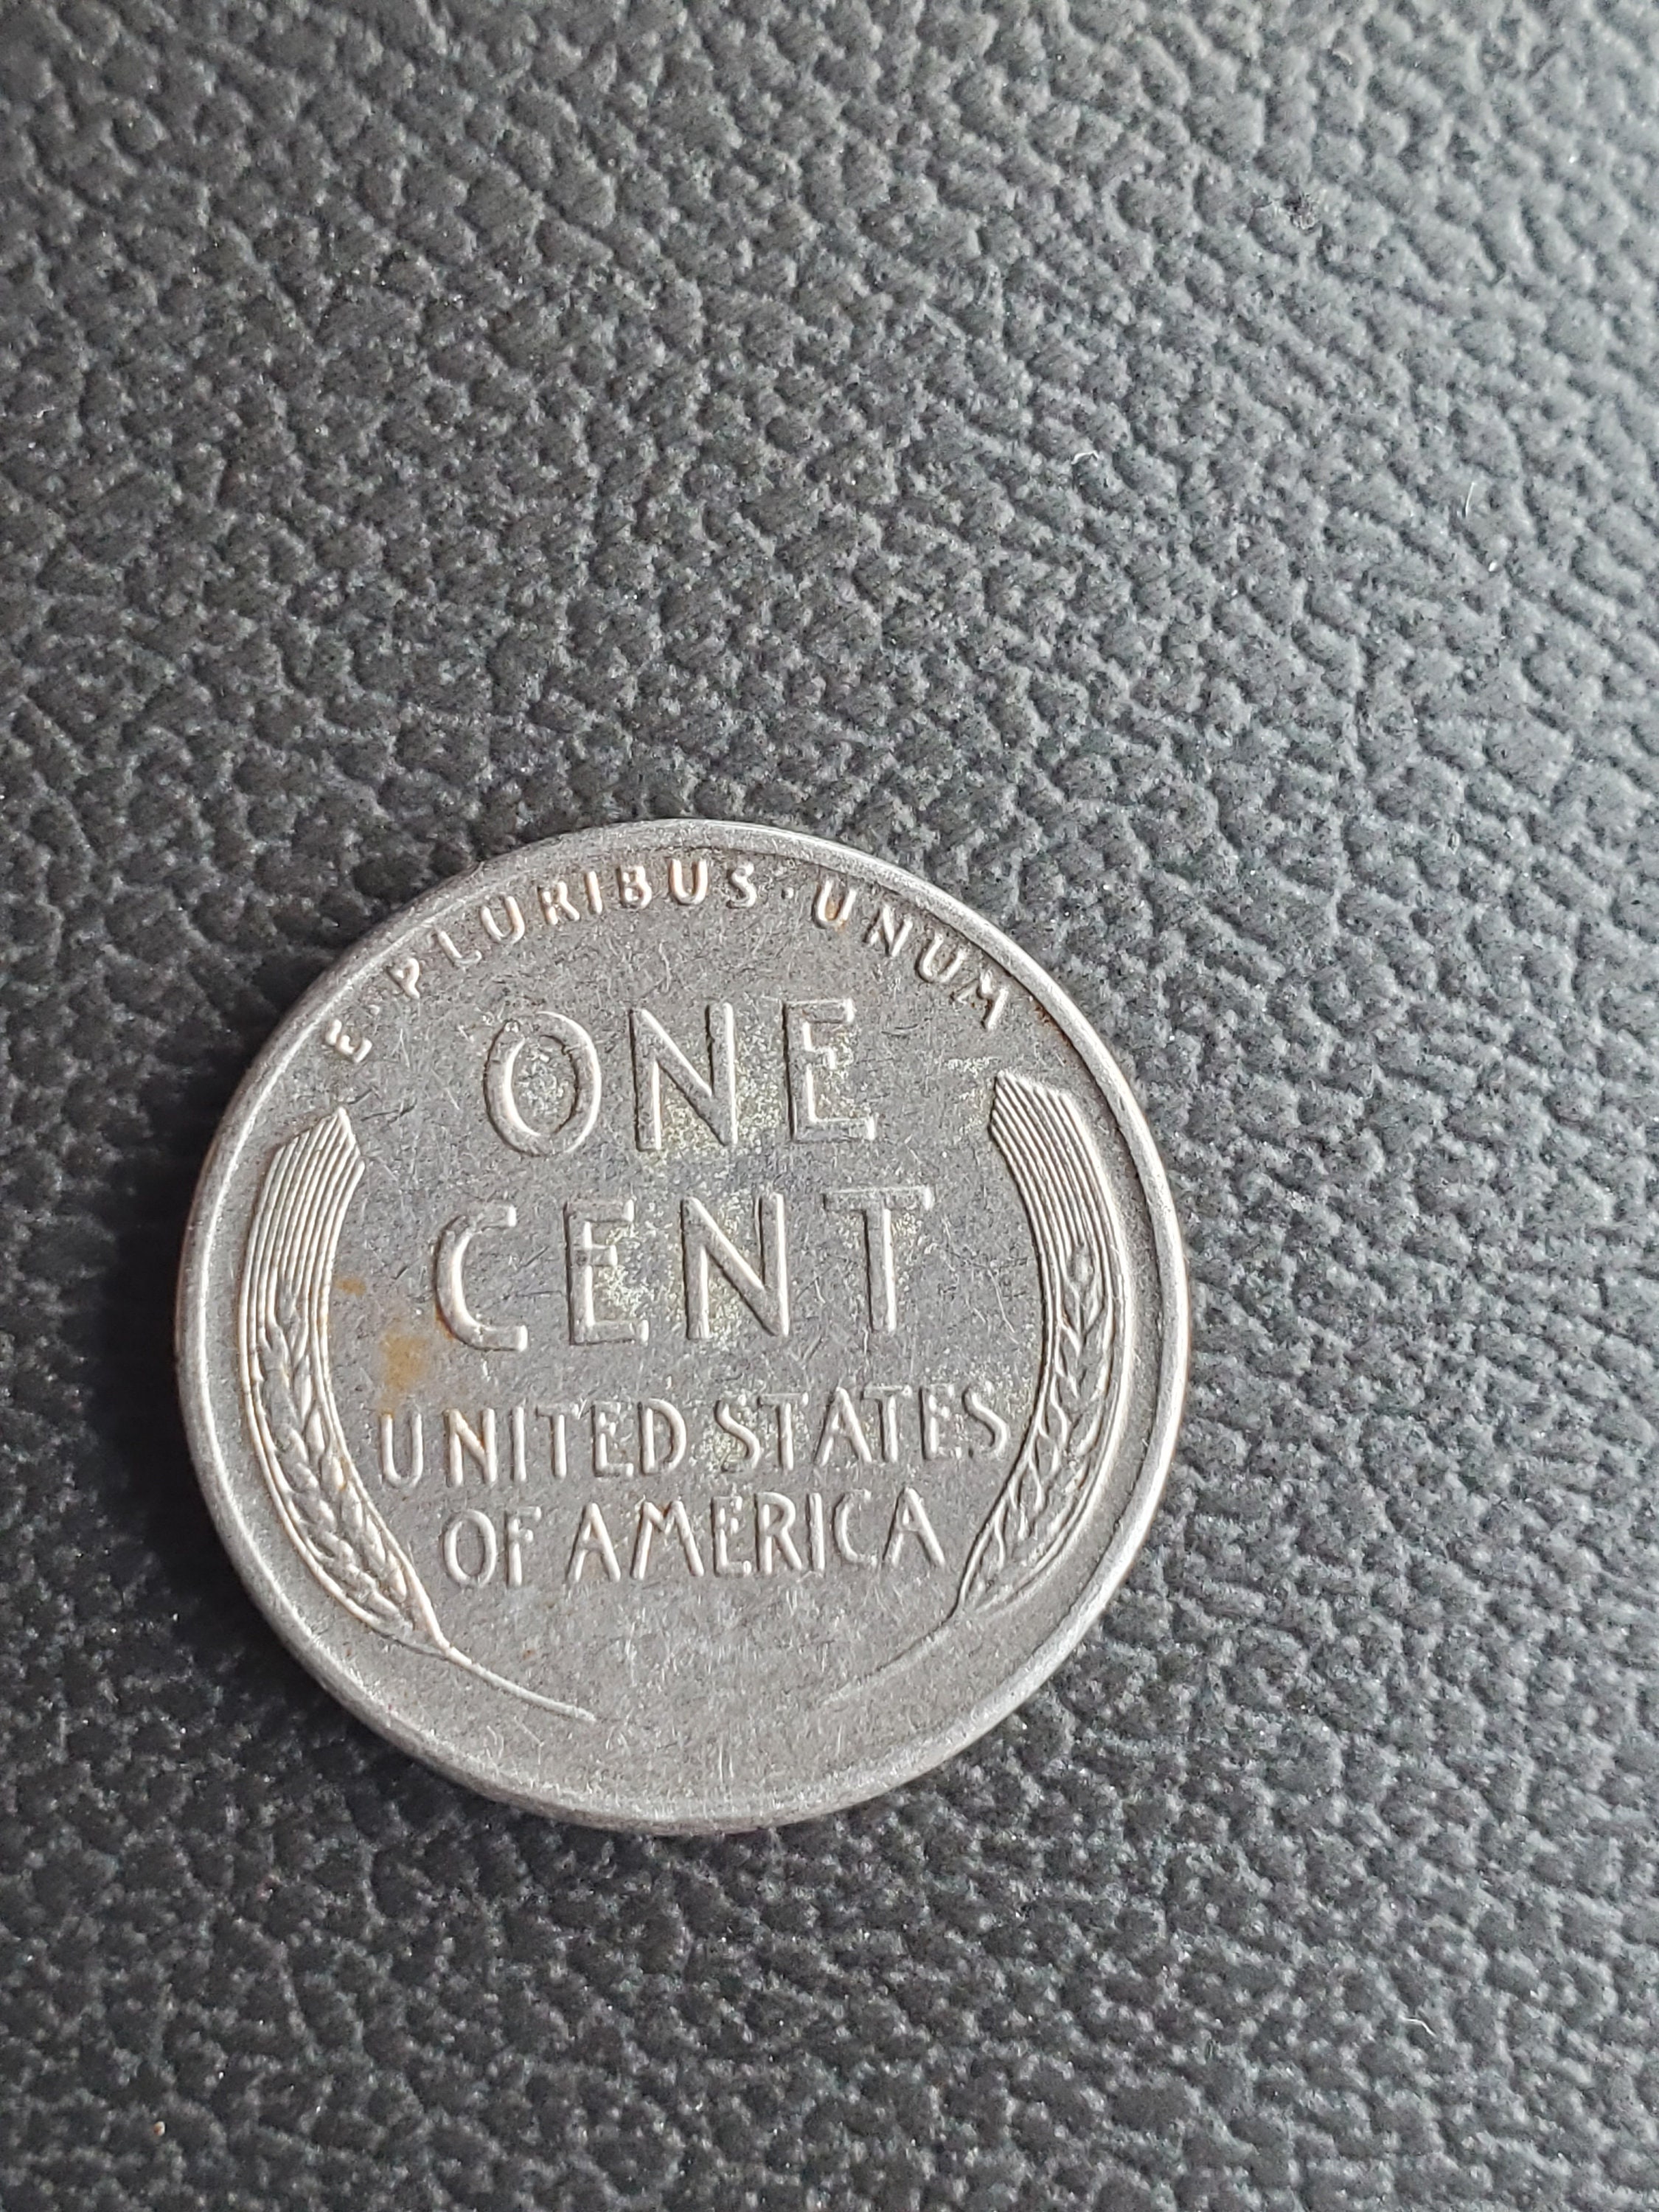 E·PLURIBUS·UNUM
ONE
CENT
UNITED STATES
OF AMERICA